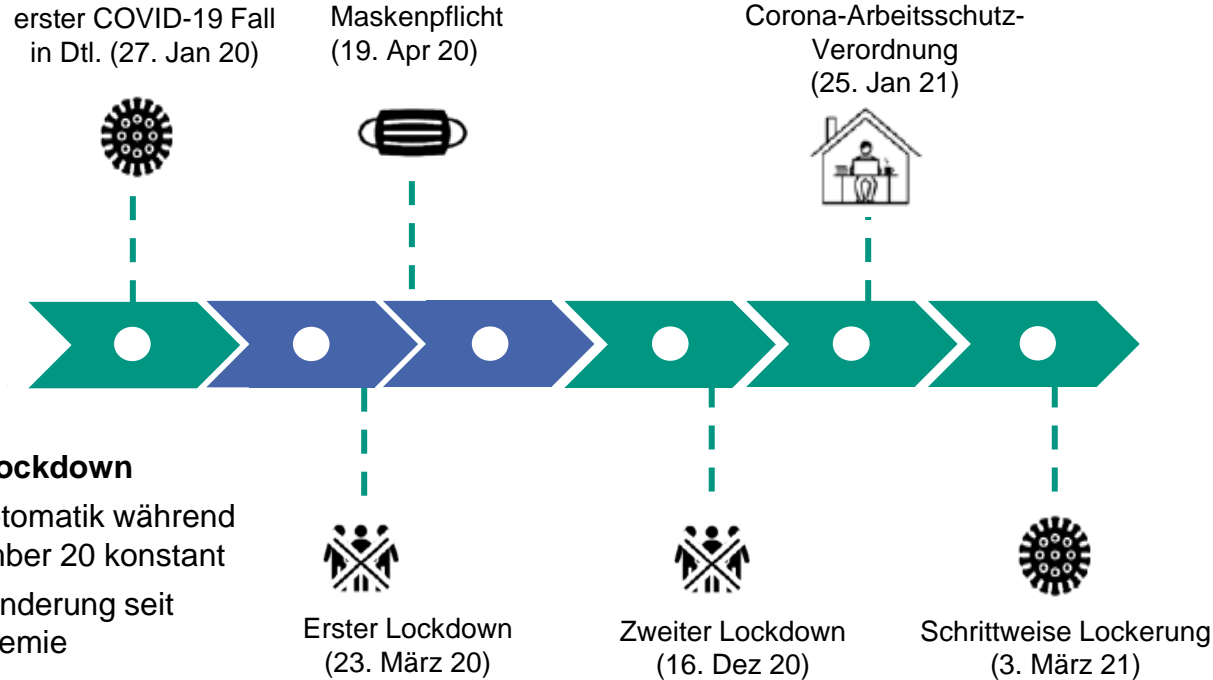 erster COVID-19 Fall
in Dtl. (27. Jan 20)
Maskenpflicht
(19. Apr 20)
Corona-Arbeitsschutz-
Verordnung
(25. Jan 21)
ockdown
tomatik während
ber 20 konstant
nderung seit
emie
Erster Lockdown
(23. März 20)
Zweiter Lockdown
(16. Dez 20)
Schrittweise Lockerung
(3. März 21)